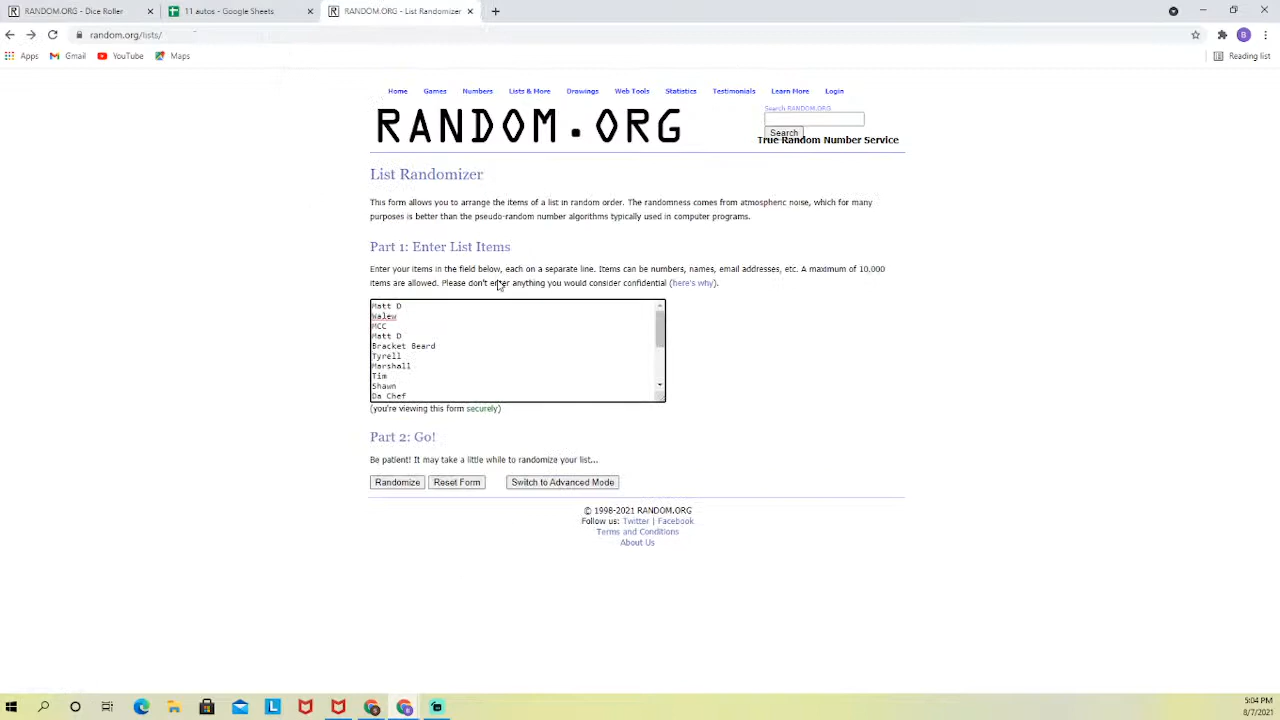 RANDOM.ORG - Dice Roller
11 autos - Google Sheets
RANDOM.ORG - List Randomizer
random.org/lists/
B
Apps
Gmail
YouTube
Maps
Reading list
Home
Games
Numbers
Lists & More
Drawings
Web Tools
Statistics
Testimonials
Learn More
Login
RANDOM.ORG
Search RANDOM.ORG
Search
True Random Number Service
List Randomizer
This form allows you to arrange the items of a list in random order. The randomness comes from atmospheric noise, which for many
purposes is better than the pseudo-random number algorithms typically used in computer programs.
Part 1: Enter List Items
Enter your items in the field below, each on a separate line. Items can be numbers, names, email addresses, etc. A maximum of 10,000
items are allowed. Please don't enter anything you would consider confidential (here's why).
Matt D
Walew
MCC
Matt D
Bracket Beard
Tyrell
Marshall
Tim
Shawn
Da Chef
(you're viewing this form securely)
Part 2: Go!
Be patient! It may take a little while to randomize your list...
Randomize
Reset Form
Switch to Advanced Mode
© 1998-2021 RANDOM.ORG
Follow us: Twitter | Facebook
Terms and Conditions
About Us
5:04 PM
8/7/2021